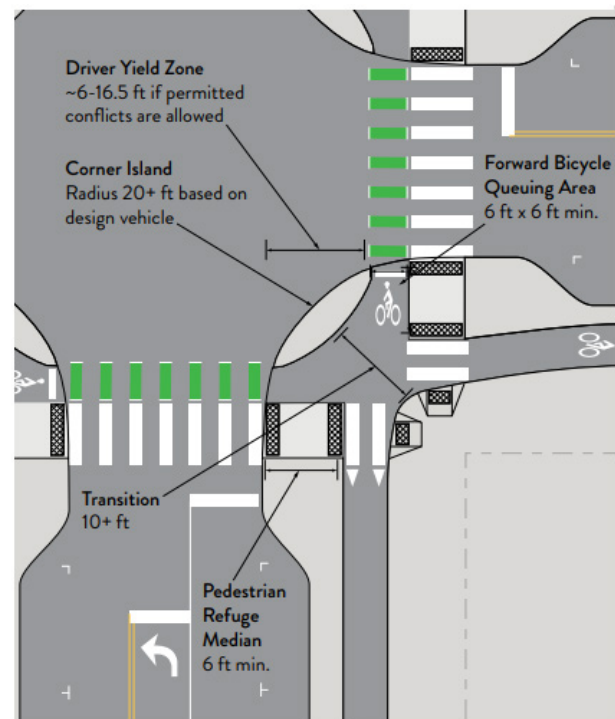 Driver Yield Zone
~6-16.5 ft if permitted
conflicts are allowed
Corner Island
Radius 20+ ft based on
design vehicle
Forward Bicycle
Queuing Area
6 ft x 6 ft min.
Transition
10+ ft
Pedestrian
Refuge
Median
6 ft min.